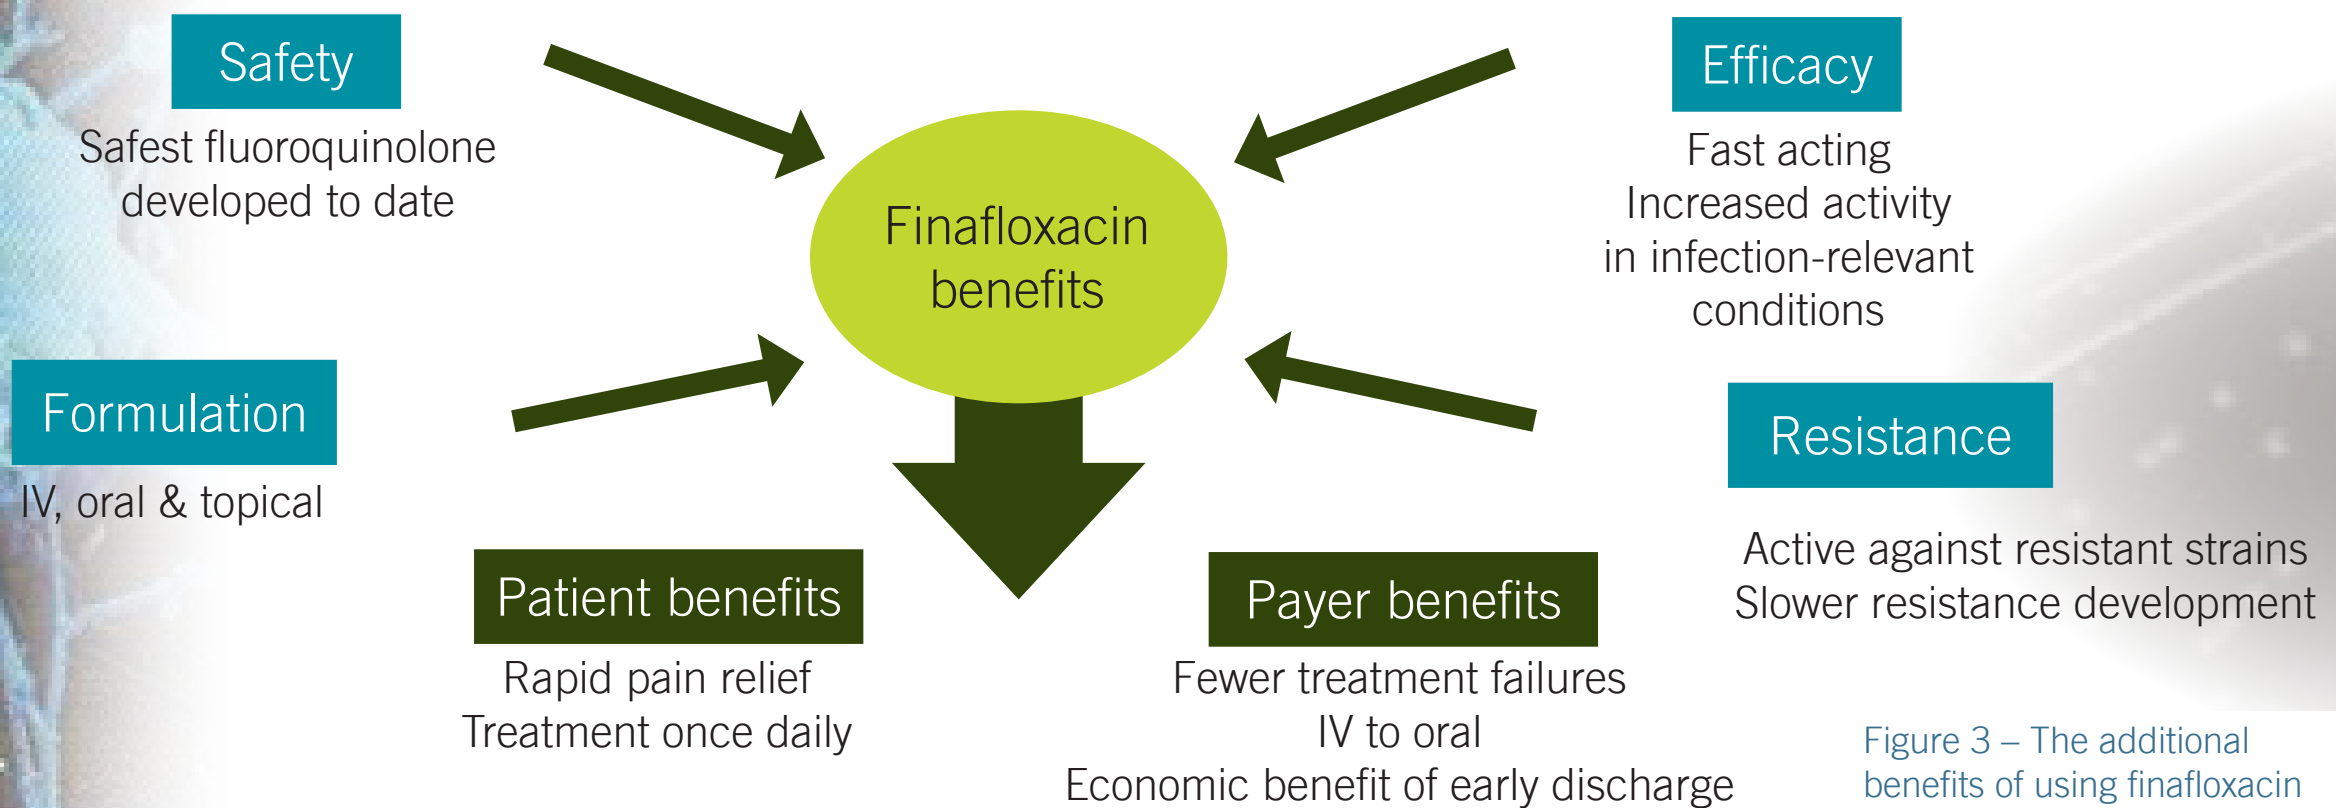 Safety
Safest fluoroquinolone
developed to date
Efficacy
Fast acting
Increased activity
in infection-relevant
conditions
Finafloxacin
benefits
Formulation
IV, oral & topical
Resistance
Active against resistant strains
Slower resistance development
Patient benefits
Rapid pain relief
Treatment once daily
Payer benefits
Fewer treatment failures
IV to oral
Economic benefit of early discharge
Figure 3 – The additional
benefits of using finafloxacin